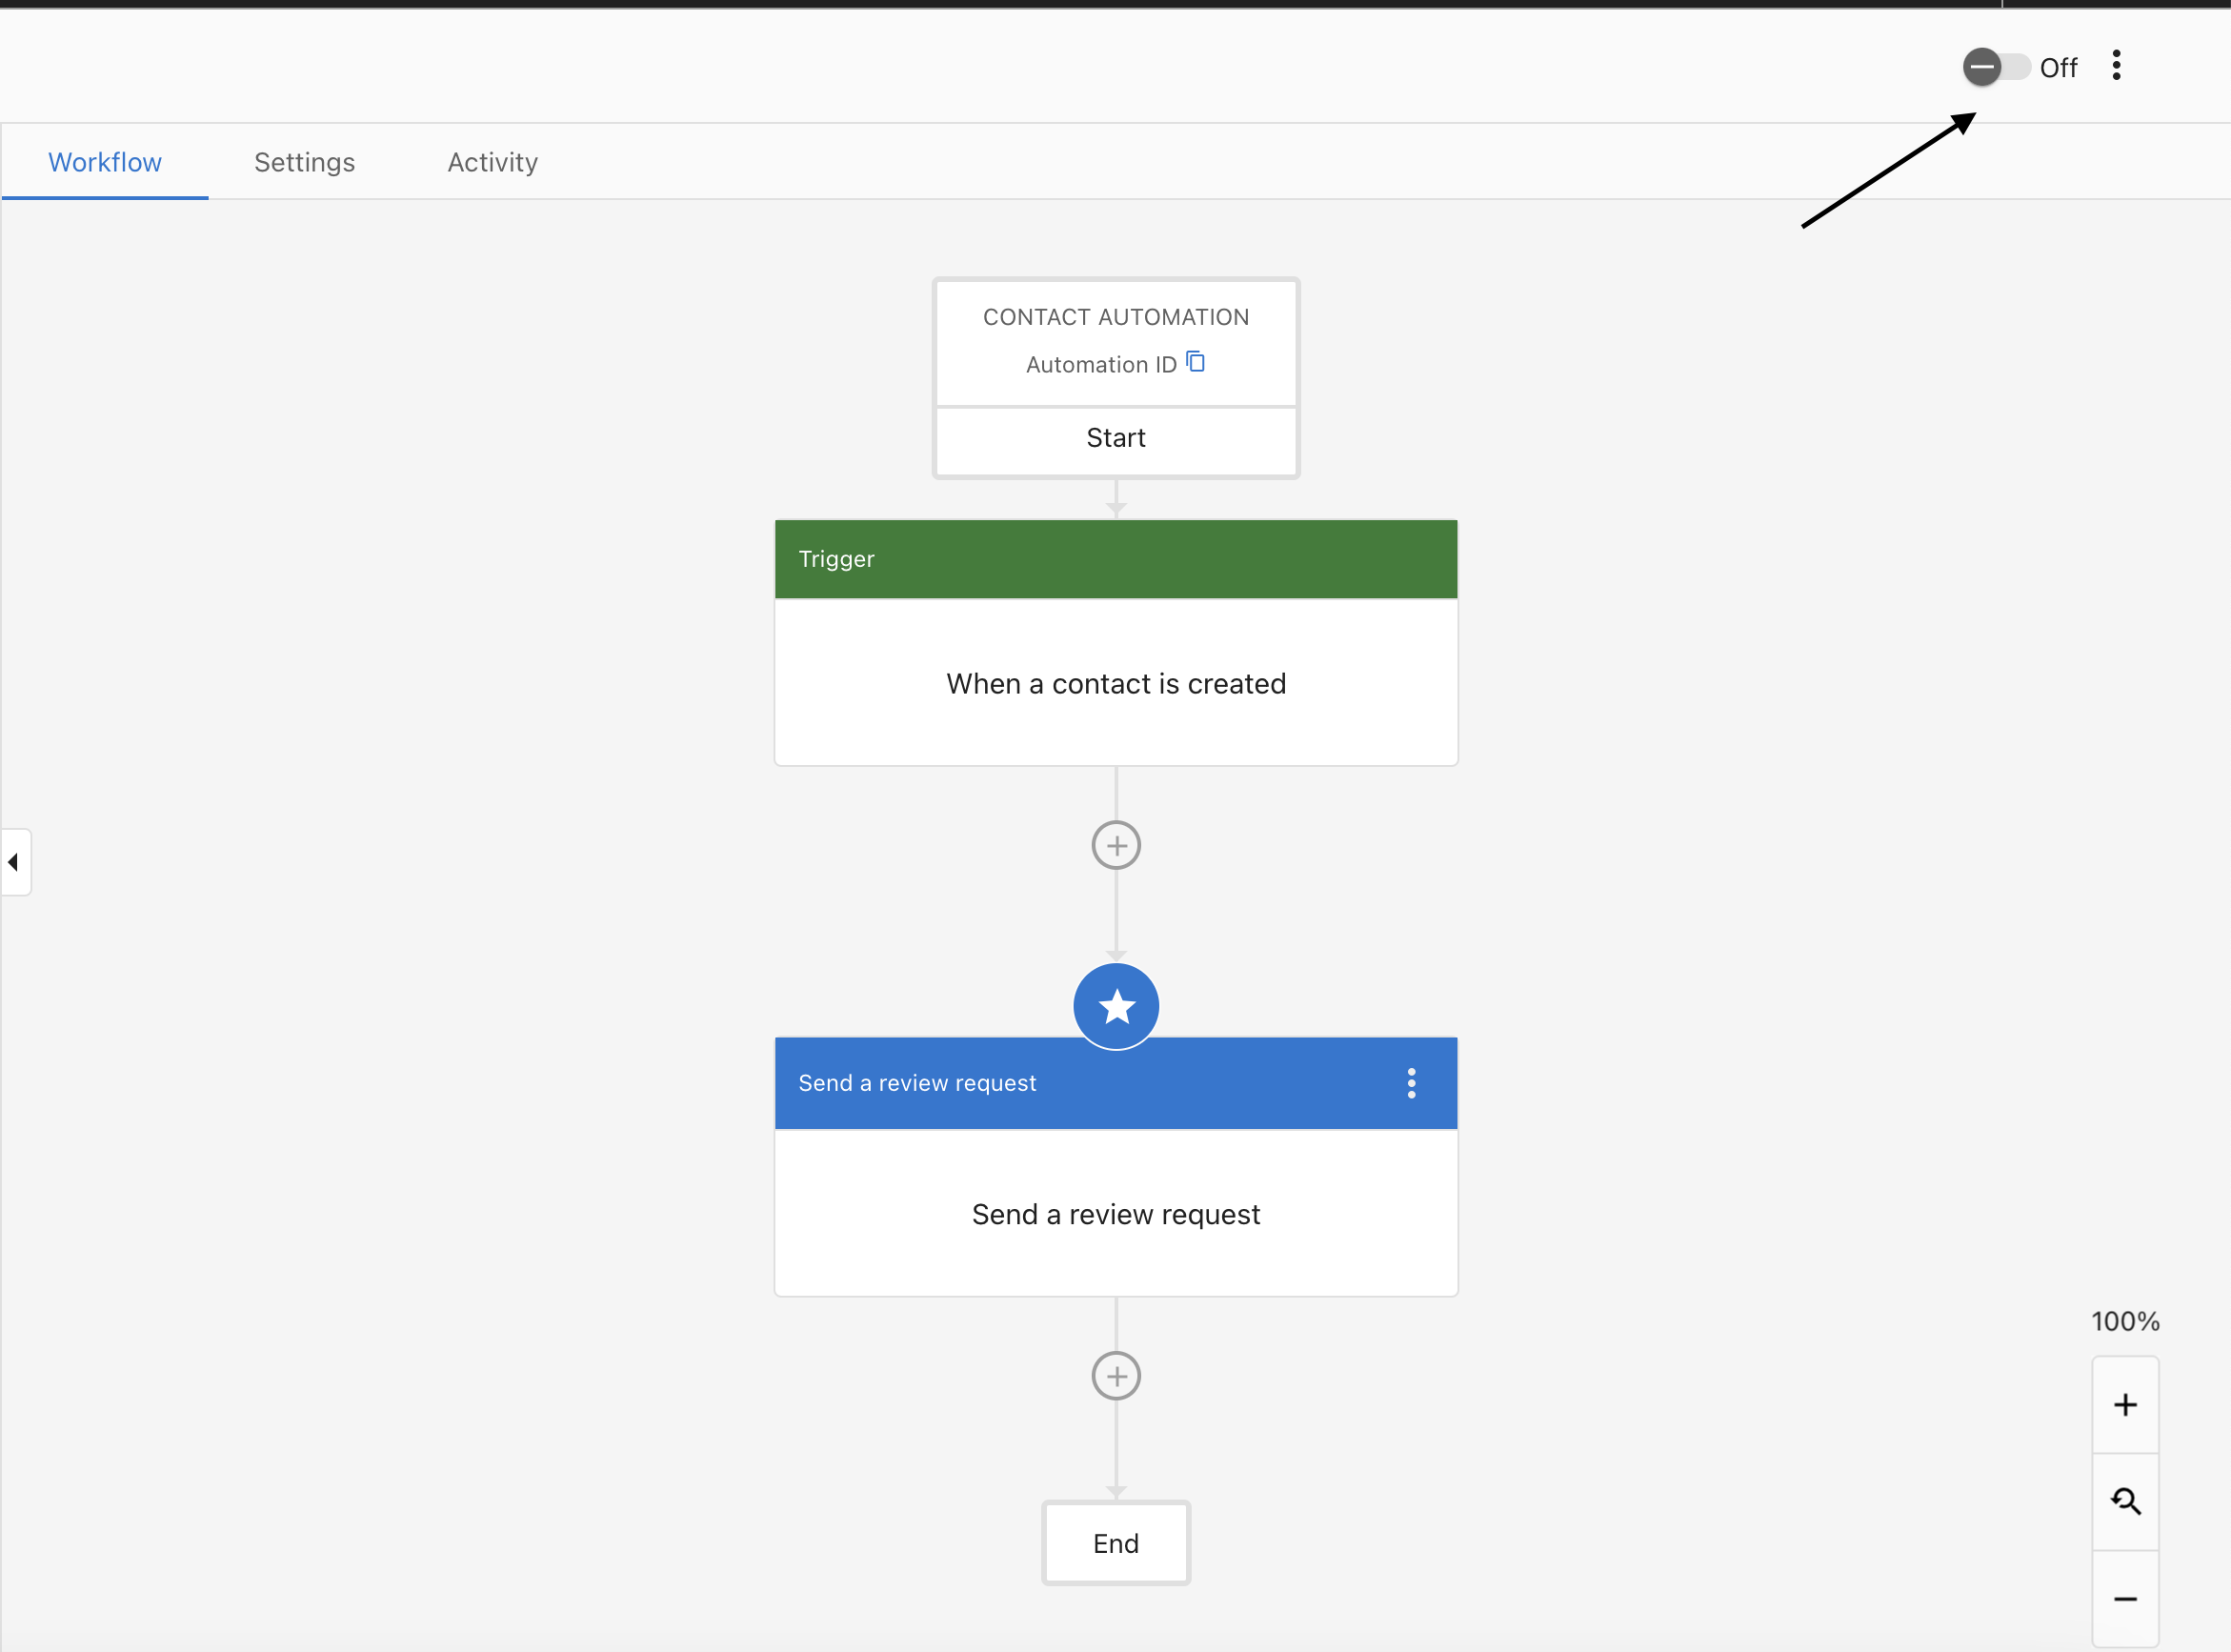 Off
Workflow
Settings
Activity
CONTACT AUTOMATION
Automation ID
Start
Trigger
When a contact is created
Send a review request
Send a review request
End
100%